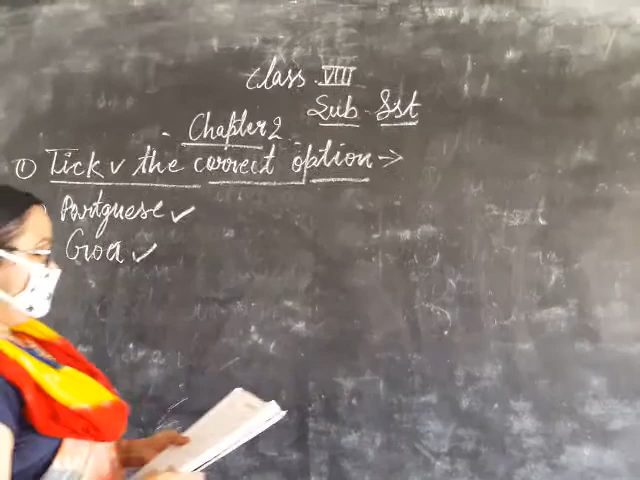 Class VIII
Sub - Sst
Chapter 2
① Tick ✓ the correct option →
Portguese ✓
Goa ✓